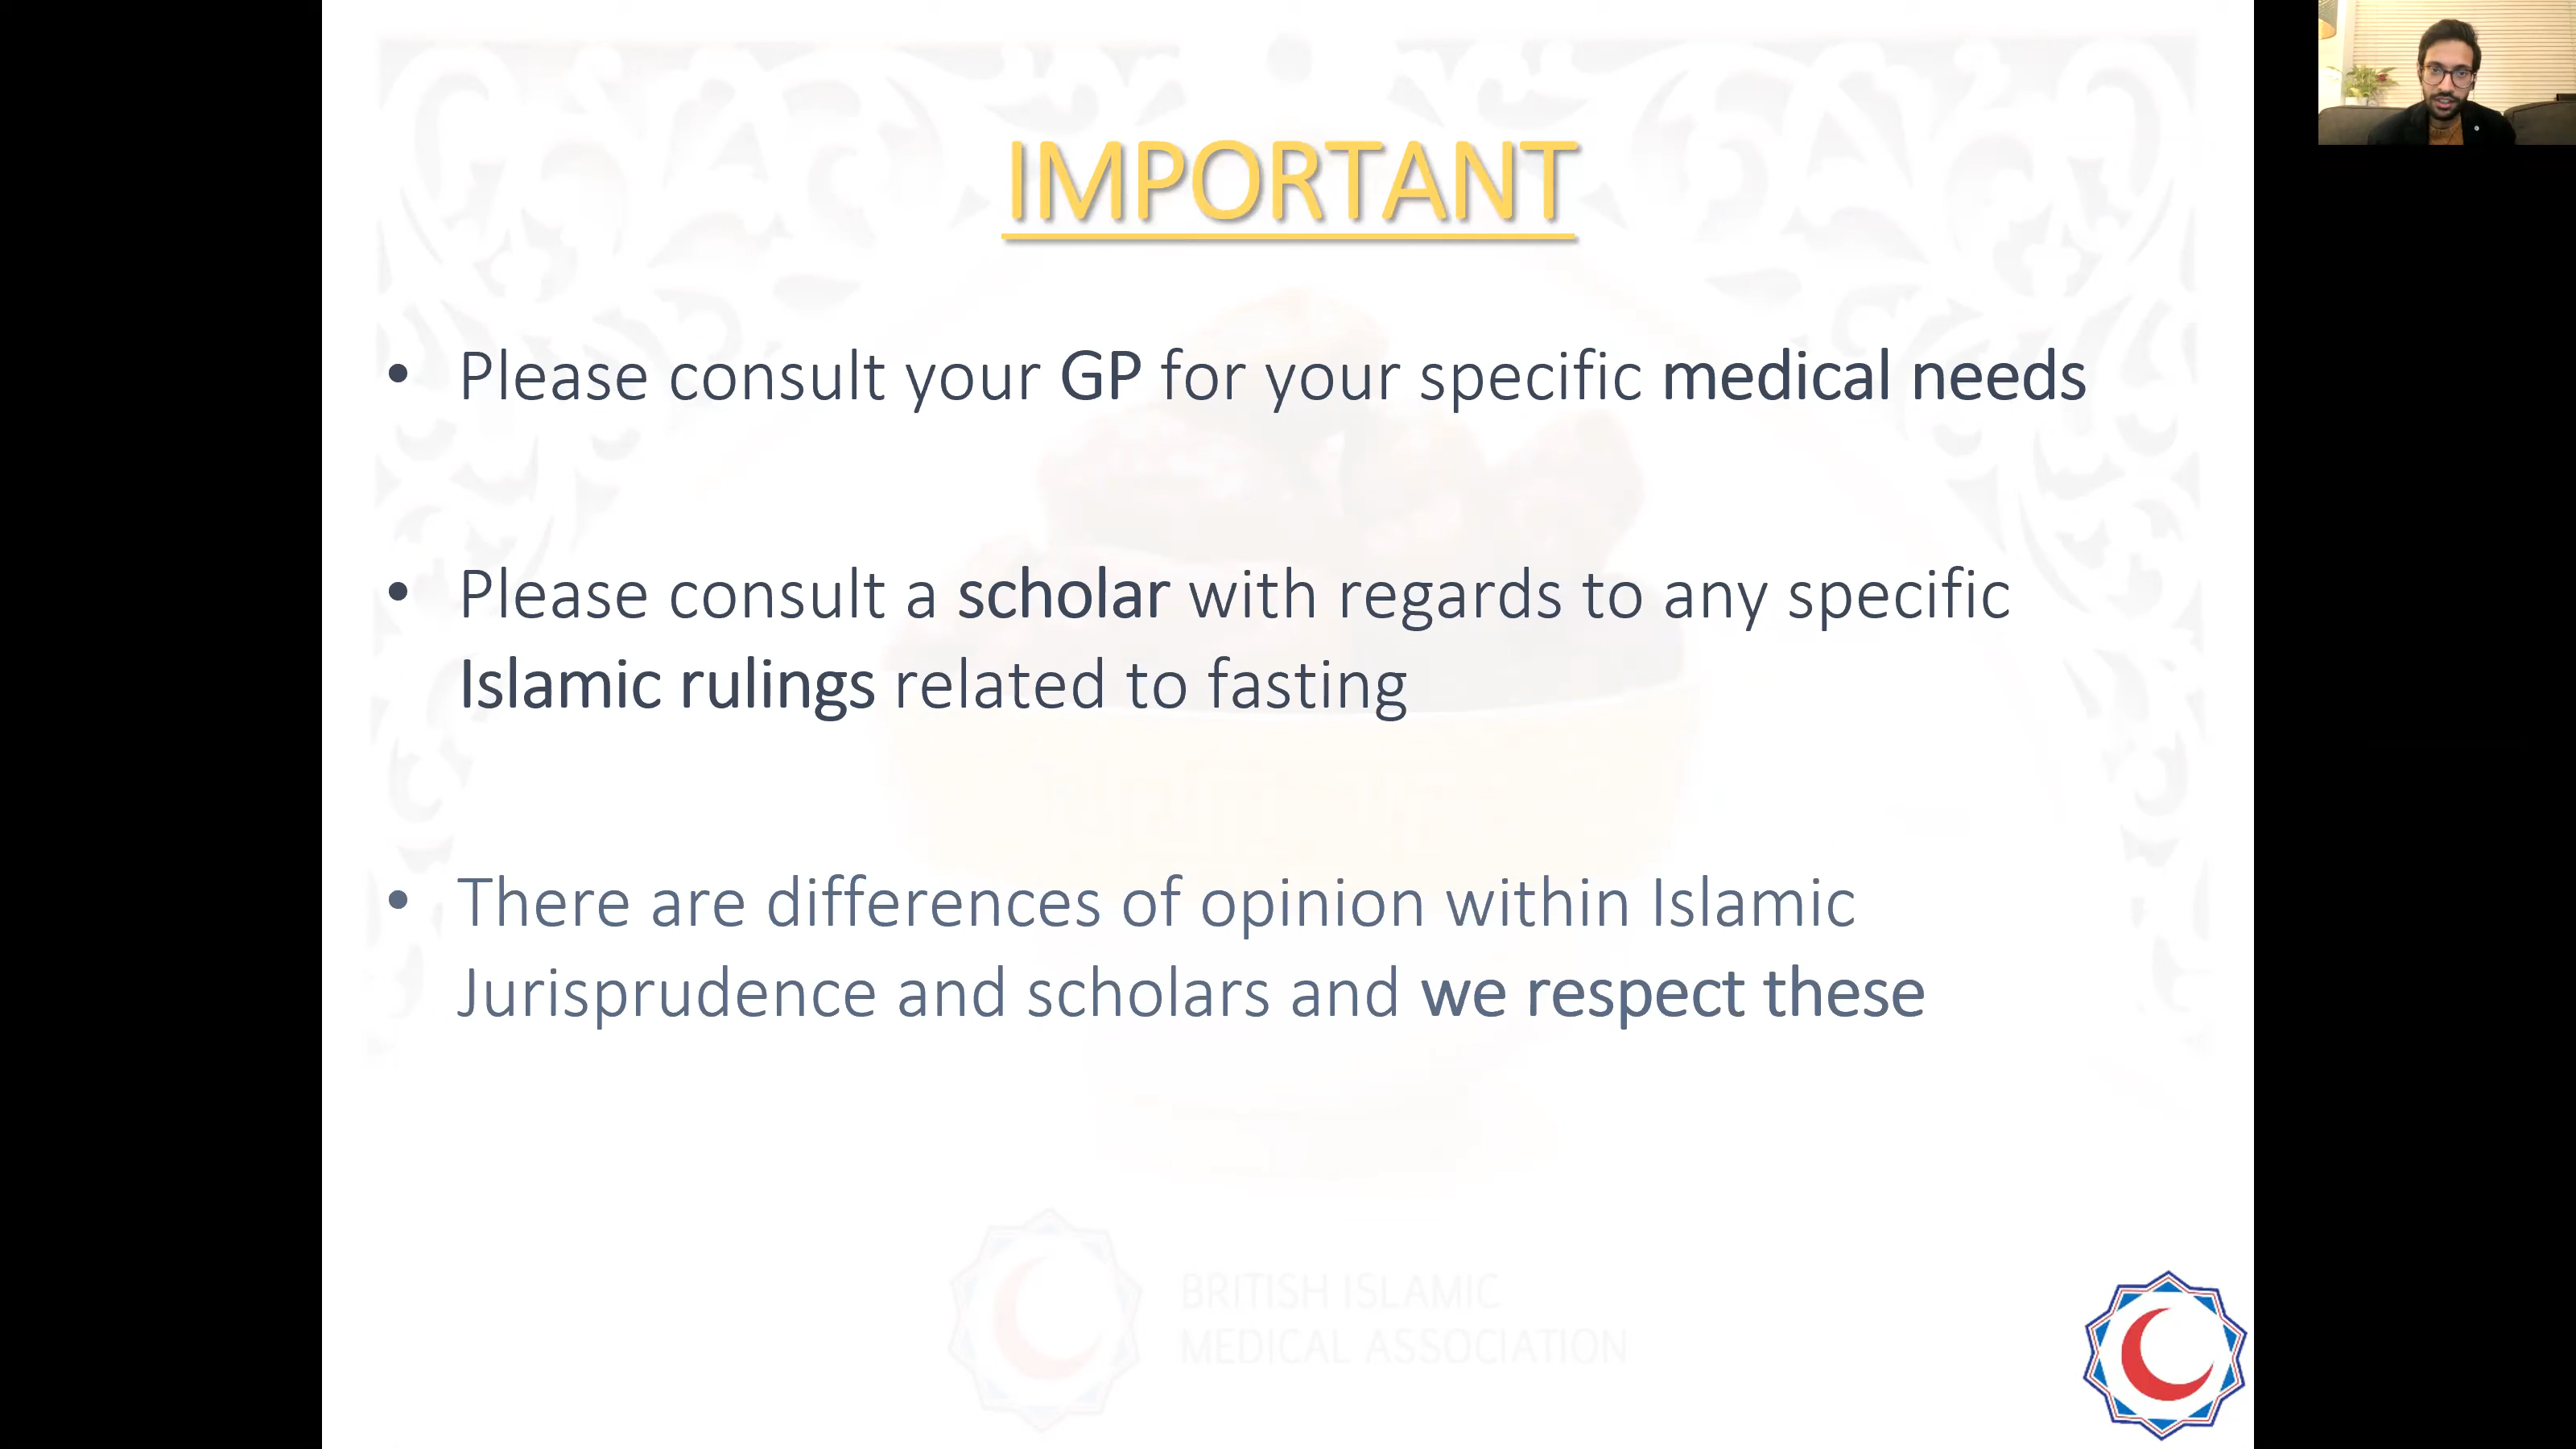 IMPORTANT
• Please consult your GP for your specific medical needs
• Please consult a scholar with regards to any specific
Islamic rulings related to fasting
• There are differences of opinion within Islamic
Jurisprudence and scholars and we respect these
BRITISH ISLAMIC
MEDICAL ASSOCIATION